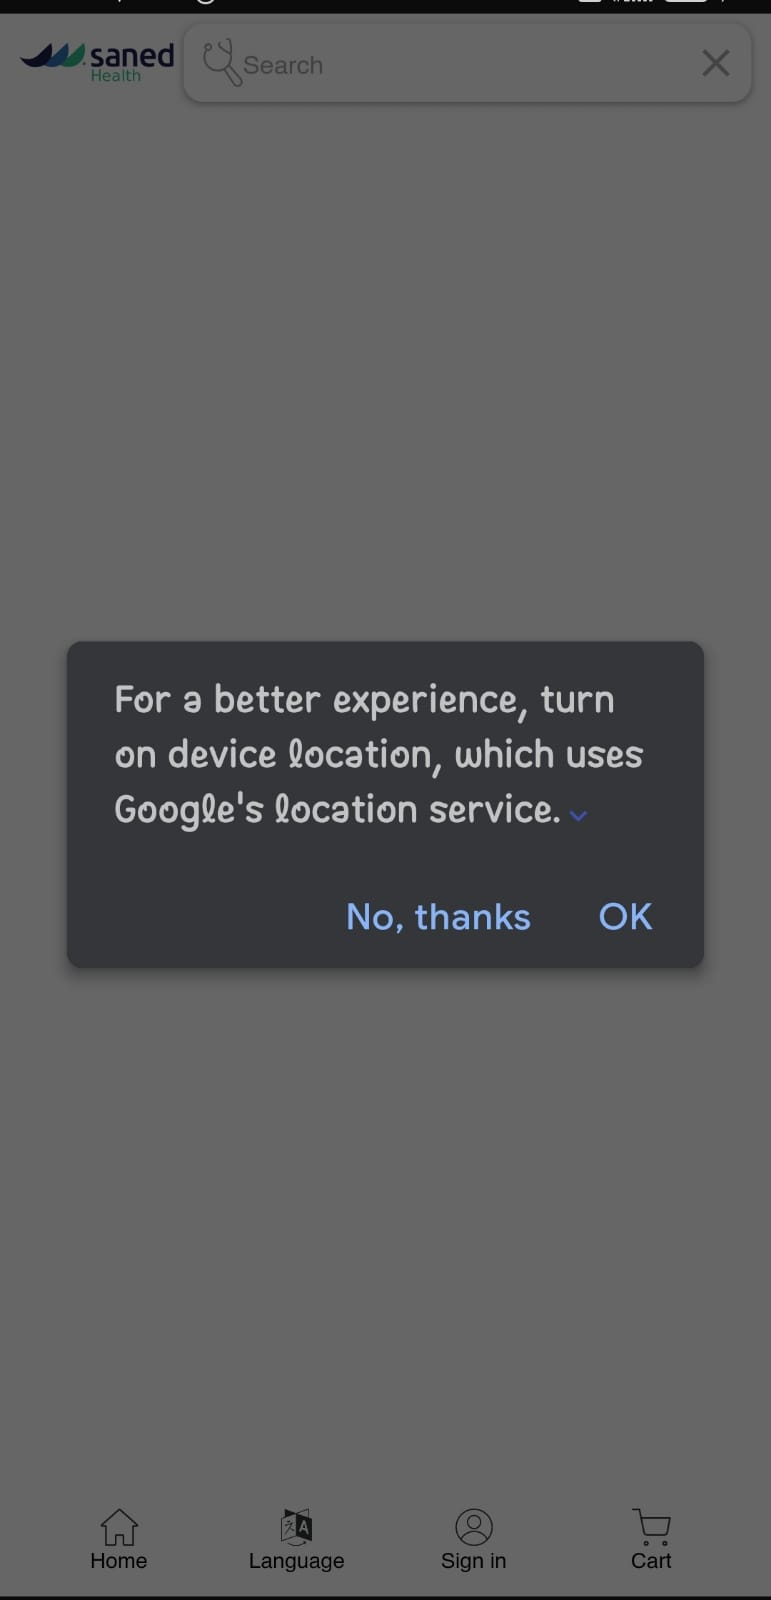 saned
Health
Search
For a better experience, turn
on device location, which uses
Google's location service.
No, thanks OK
Home Language Sign in Cart